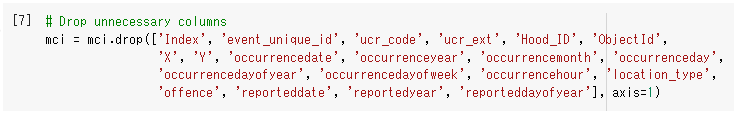 [7] # Drop unnecessary columns
mci = mci.drop(['Index', 'event_unique_id', 'ucr_code', 'ucr_ext', 'Hood_ID', 'ObjectId',
'X', 'Y', 'occurrencedate', 'occurrenceyear', 'occurrencemonth', 'occurrenceday',
'occurrencedayofyear', 'occurrencedayofweek', 'occurrencehour', 'location_type',
'offence', 'reporteddate', 'reportedyear', 'reporteddayofyear'], axis=1)